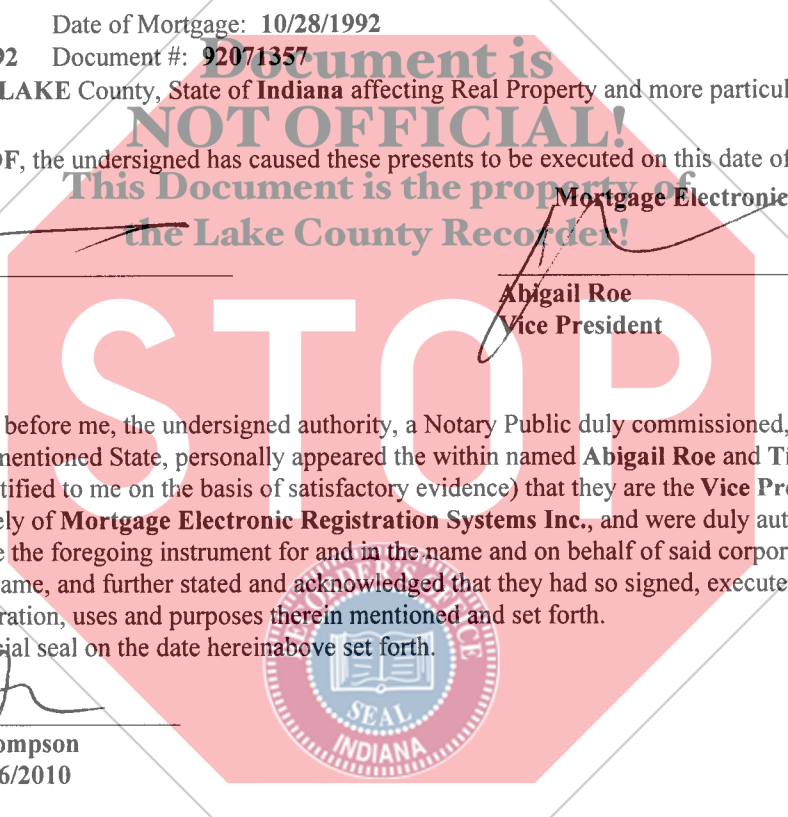 Date of Mortgage: 10/28/1992
92 Document #: 92071357
Document is
LAKE County, State of Indiana affecting Real Property and more particul
NOT OFFICIAL!
OF, the undersigned has caused these presents to be executed on this date of
This Document is the property of
Mortgage Electronic
the Lake County Recorder!
Abigail Roe
Vice President
STOP
before me, the undersigned authority, a Notary Public duly commissioned,
mentioned State, personally appeared the within named Abigail Roe and Ti
tified to me on the basis of satisfactory evidence) that they are the Vice Pre
ely of Mortgage Electronic Registration Systems Inc., and were duly aut
e the foregoing instrument for and in the name and on behalf of said corpor
ame, and further stated and acknowledged that they had so signed, execute
ration, uses and purposes therein mentioned and set forth.
ial seal on the date hereinabove set forth.
RECORDER'S OFFICE
SEAL
INDIANA
ompson
6/2010